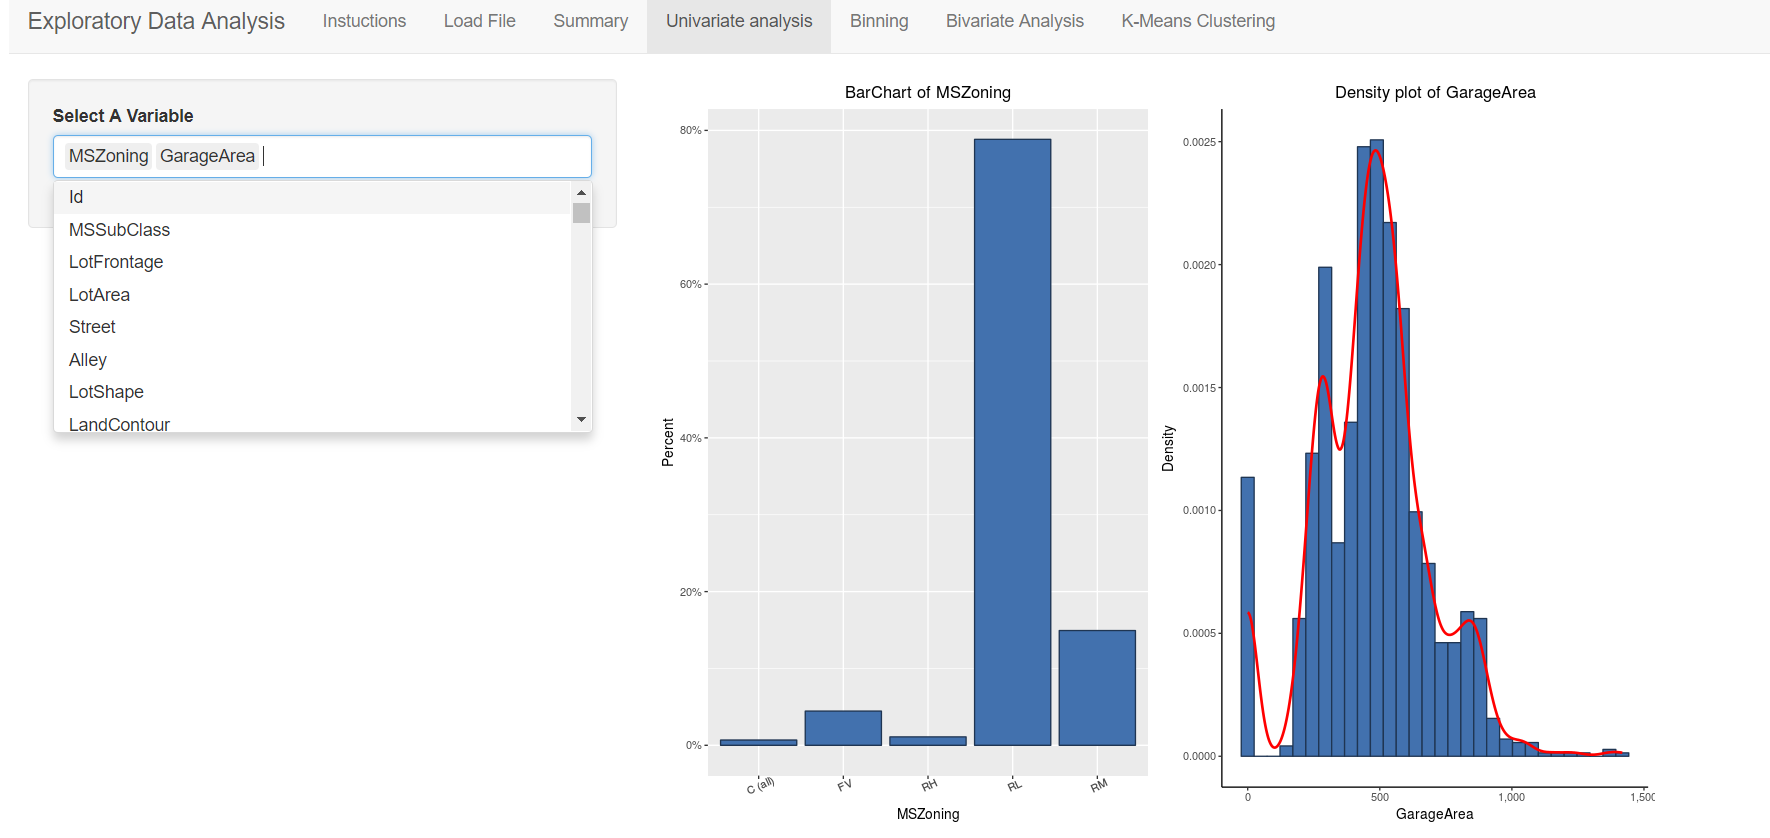 Exploratory Data Analysis Instuctions Load File Summary Univariate analysis Binning Bivariate Analysis K-Means Clustering
Select A Variable
MSZoning GarageArea
Id
MSSubClass
LotFrontage
LotArea
Street
Alley
LotShape
LandContour
BarChart of MSZoning
80%
60%
40%
20%
0%
Percent
C (all) FV RH RL RM
MSZoning
Density plot of GarageArea
0.0025
0.0020
0.0015
0.0010
0.0005
0.0000
Density
0 500 1,000 1,500
GarageArea